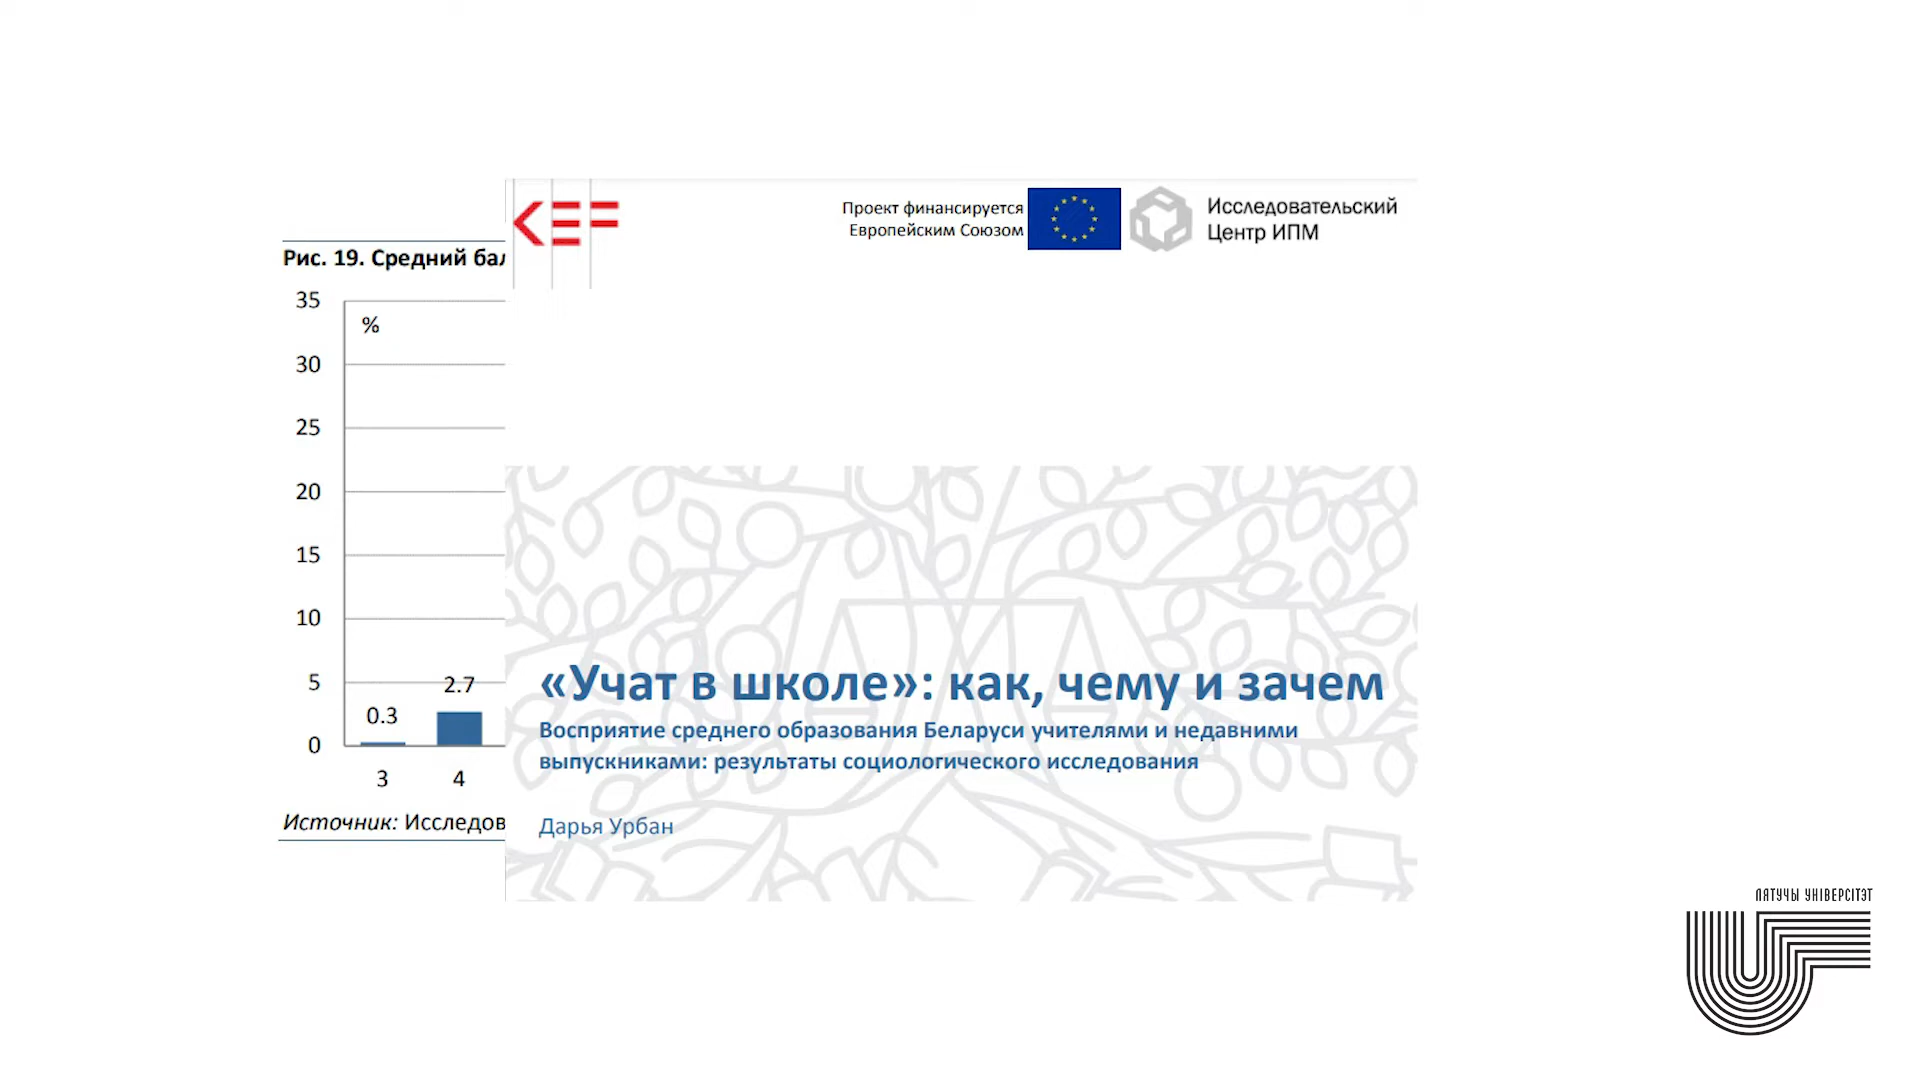 Проект финансируется
Европейским Союзом
Исследовательский
Центр ИПМ
Рис. 19. Средний
35
%
30
25
20
15
10
5
0
0.3
2.7
3
4
Источник:
«Учат в школе»: как, чему и зачем
Восприятие среднего образования Беларуси учителями и недавними
выпускниками: результаты социологического исследования
Дарья Урбан
ЛЯТУЧЫ УНІВЕРСІТЭТ